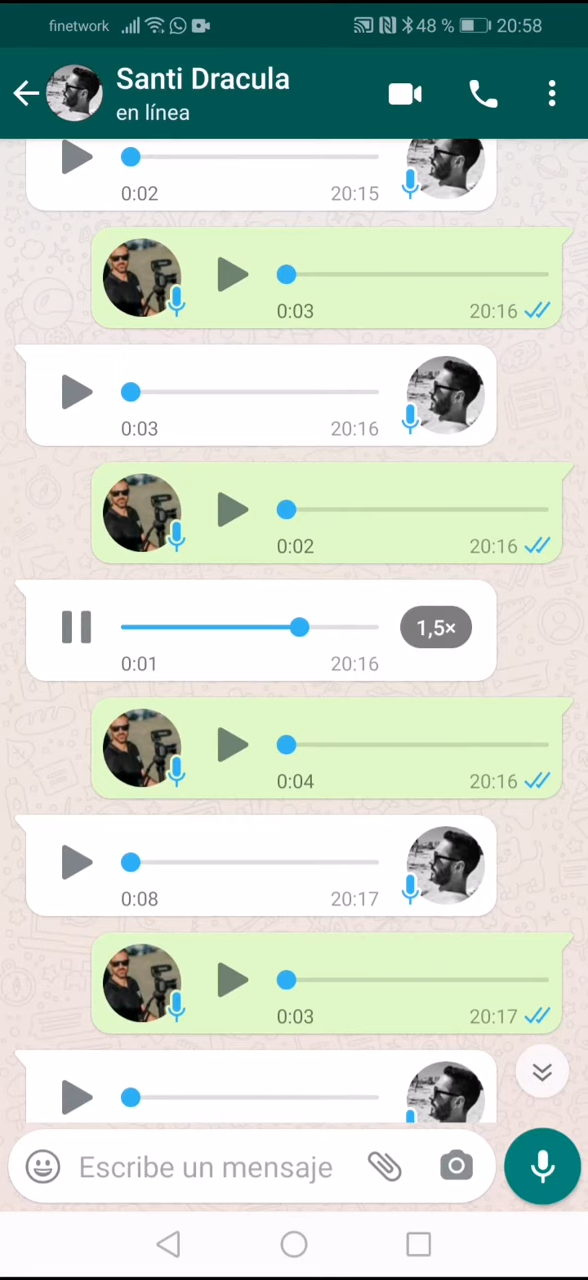 finetwork 48 % 20:58
Santi Dracula
en línea
0:02 20:15
0:03 20:16
0:03 20:16
0:02 20:16
1,5×
0:01 20:16
0:04 20:16
0:08 20:17
0:03 20:17
Escribe un mensaje